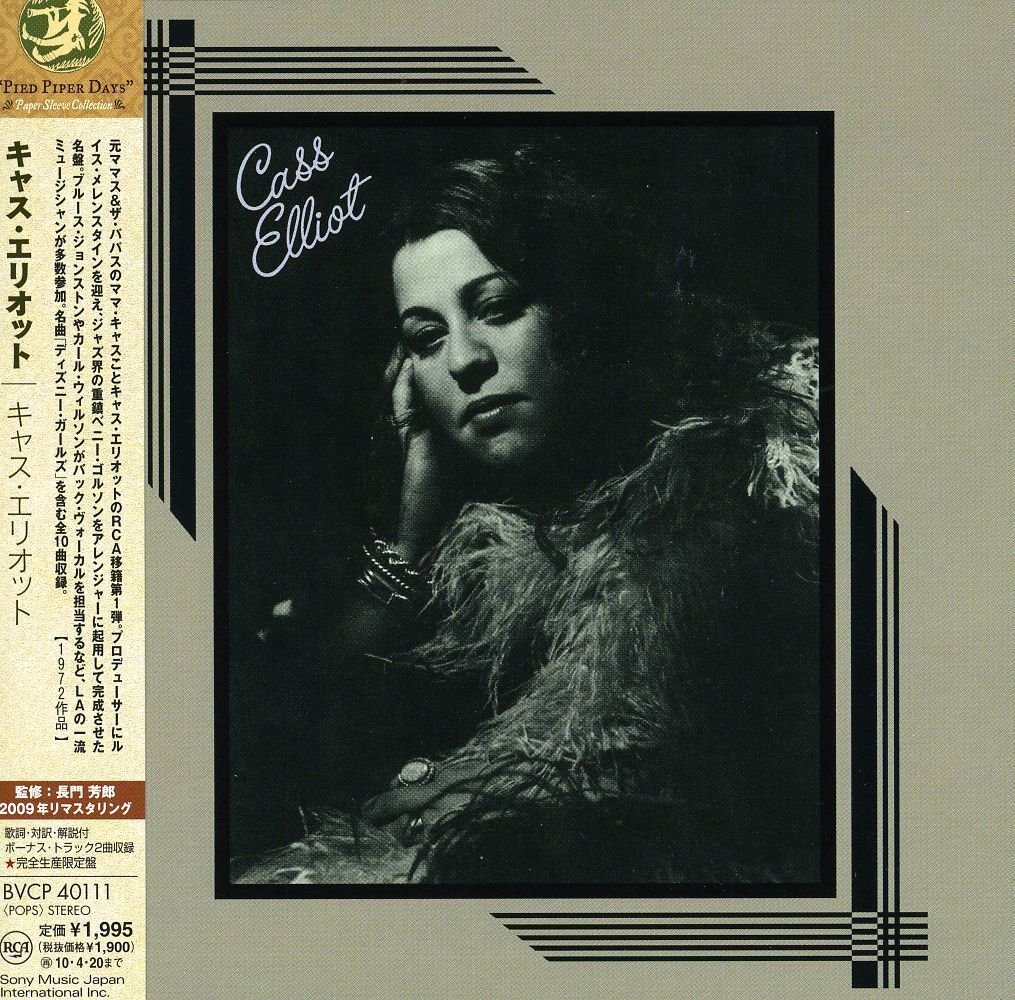 "PIED PIPER DAYS"
Paper Sleeve Collection
キャス・エリオット
キャス・エリオット
元ママス&ザ・パパスのママ・キャスことキャス・エリオットのRCA移籍第1弾。プロデューサーにル
イス・メレンスタインを迎え、ジャズ界の重鎮ベニー・ゴルソンをアレンジャーに起用して完成させた
名盤。ブルース・ジョンストンやカール・ウィルソンがバック・ヴォーカルを担当するなど、LAの一流
ミュージシャンが多数参加。名曲「ディズニー・ガールズ」を含む全10曲収録。
【1972作品】
監修：長門 芳郎
2009年リマスタリング
歌詞・対訳・解説付
ボーナス・トラック2曲収録
★完全生産限定盤
BVCP 40111
〈POPS〉 STEREO
定価 ¥1,995
(税抜価格¥1,900)
RCA
再 10・4・20まで
Sony Music Japan
International Inc.
Cass
Elliot